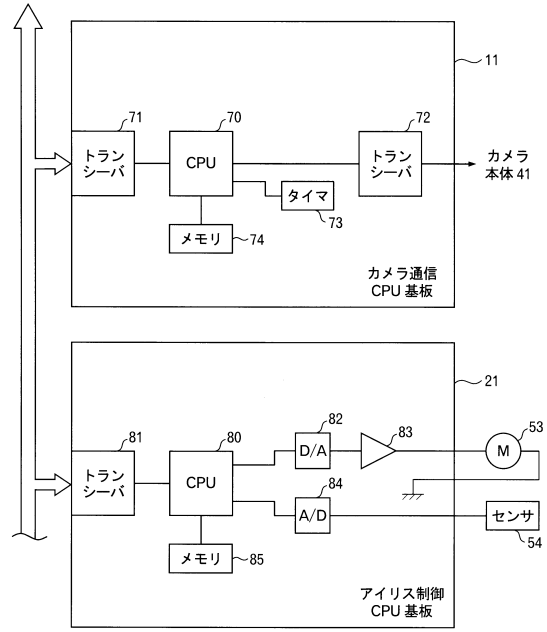 11
71
70
72
トラン
シーバ
CPU
トラン
シーバ
カメラ
本体 41
タイマ
73
メモリ
74
カメラ通信
CPU 基板
21
81
80
82
83
53
トラン
シーバ
CPU
D/A
M
84
A/D
センサ
54
メモリ
85
アイリス制御
CPU 基板